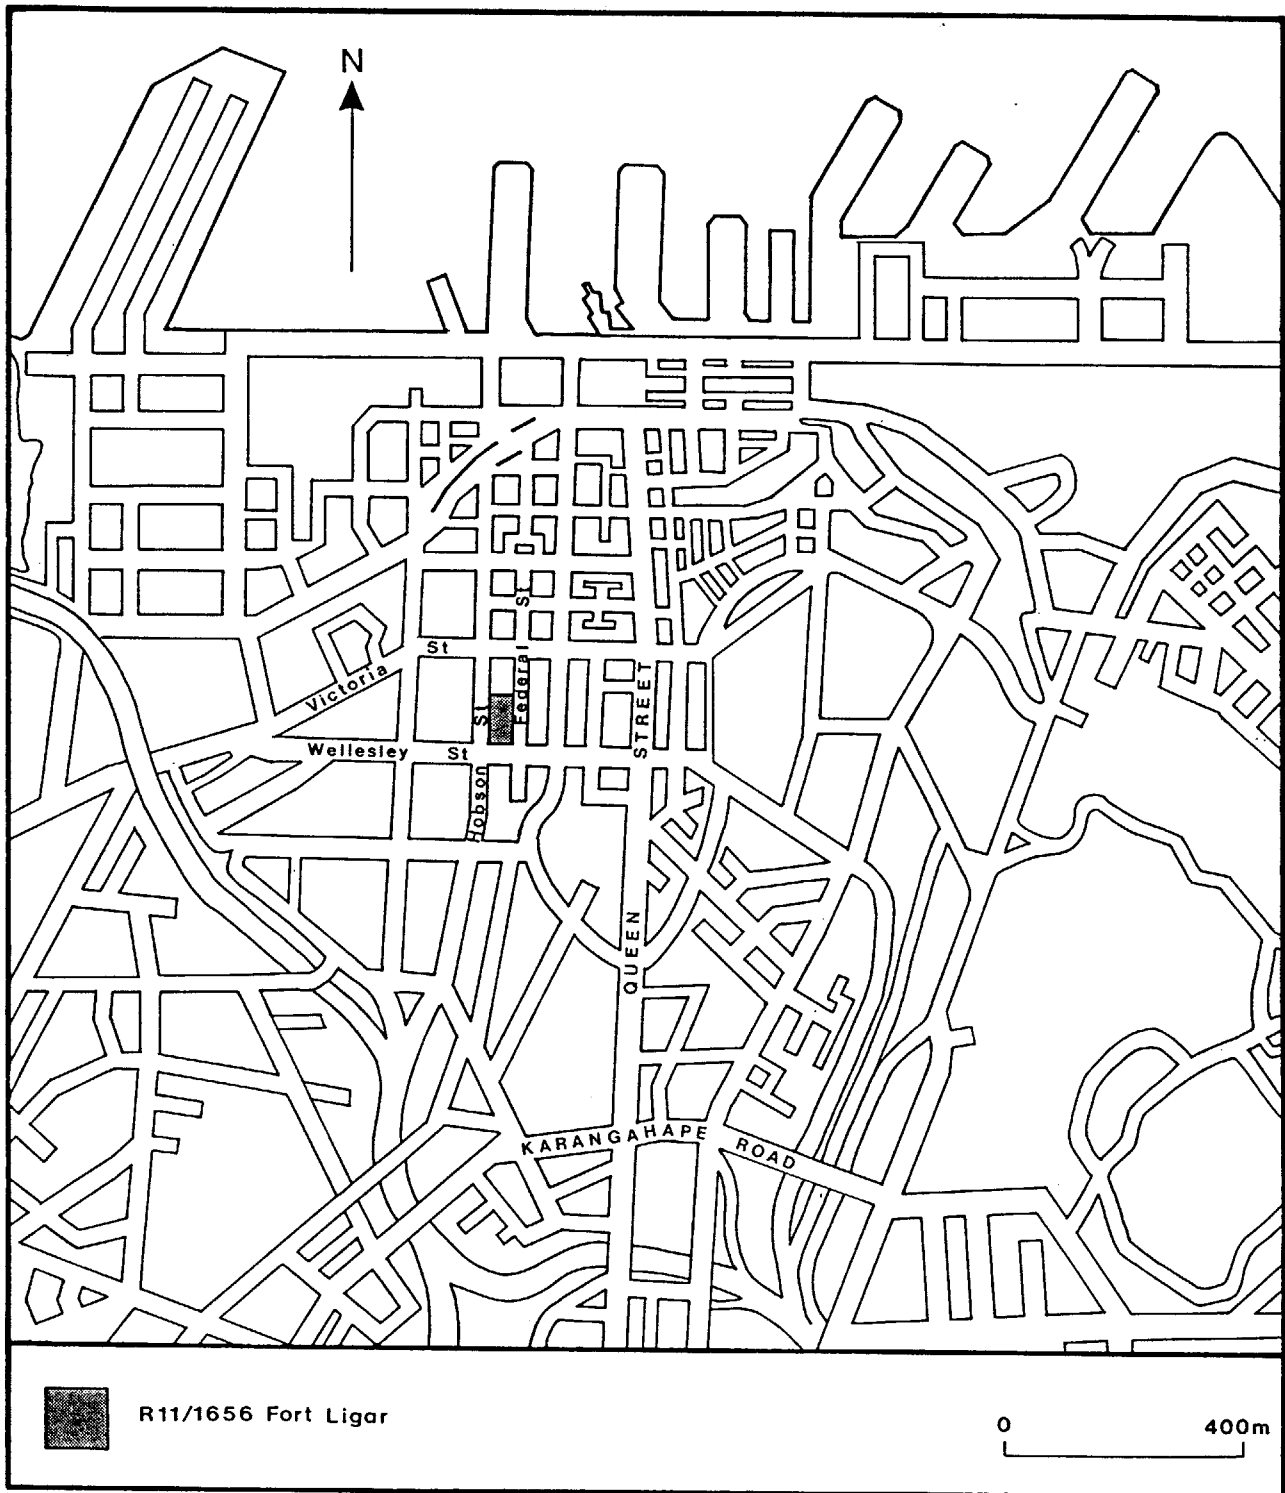 N
St
Federal
St
Victoria
St
STREET
Wellesley St
Hobson
QUEEN
KARANGAHAPE ROAD
R11/1656 Fort Ligar
0 400m